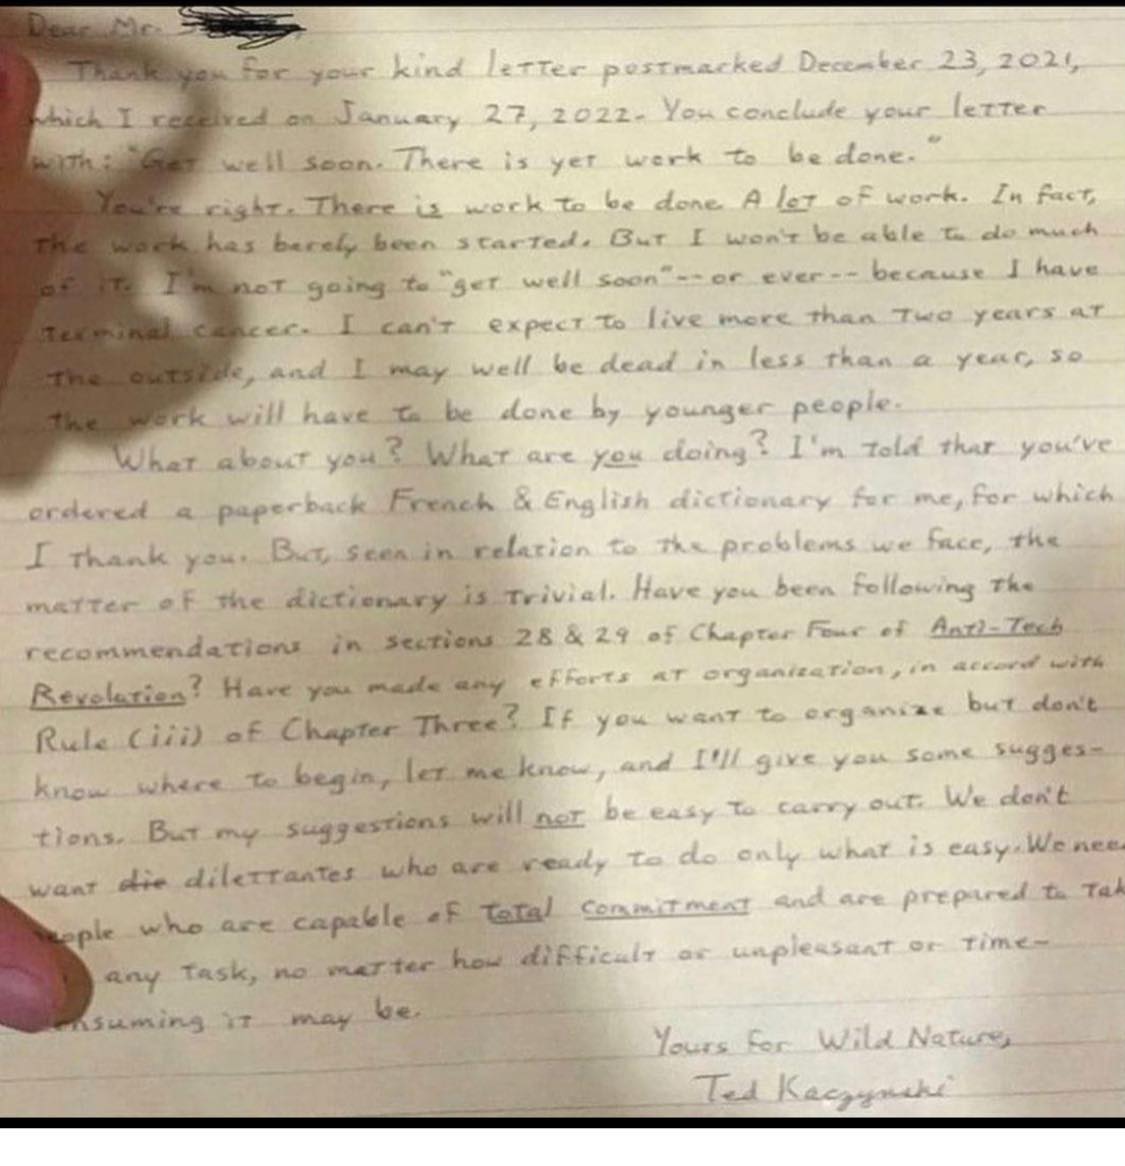 Dear Mr.
Thank you for your kind letter postmarked December 23, 2021,
which I received on January 27, 2022. You conclude your letter
with: "Get well soon. There is yet work to be done."
You're right. There is work to be done. A lot of work. In fact,
the work has barely been started. But I won't be able to do much
of it. I'm not going to "get well soon"--or ever--because I have
terminal cancer. I can't expect to live more than two years at
the outside, and I may well be dead in less than a year, so
the work will have to be done by younger people.
What about you? What are you doing? I'm told that you've
ordered a paperback French & English dictionary for me, for which
I thank you. But, seen in relation to the problems we face, the
matter of the dictionary is trivial. Have you been following the
recommendations in sections 28 & 29 of Chapter Four of Anti-Tech
Revolution? Have you made any efforts at organization, in accord with
Rule (iii) of Chapter Three? If you want to organize but don't
know where to begin, let me know, and I'll give you some sugges-
tions. But my suggestions will not be easy to carry out. We don't
want die dilettantes who are ready to do only what is easy. We nee
eople who are capable of total commitment and are prepared to tak
any task, no matter how difficult or unpleasant or time-
nsuming it may be.
Yours for Wild Nature,
Ted Kaczynski